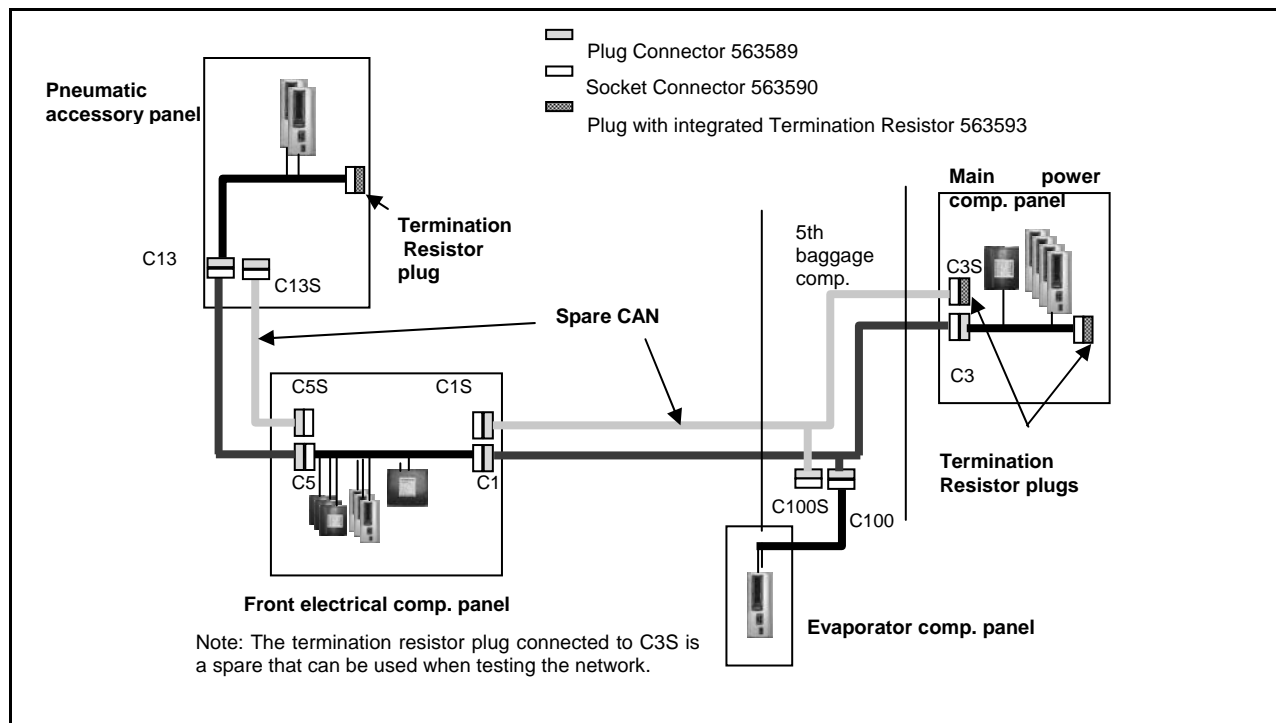 Plug Connector 563589
Socket Connector 563590
Plug with integrated Termination Resistor 563593
Pneumatic
accessory panel
Termination
Resistor
plug
C13
C13S
Main power
comp. panel
5th
baggage
comp.
C3S
C3
Spare CAN
C5S
C1S
C5
C1
C100S
C100
Termination
Resistor plugs
Front electrical comp. panel
Evaporator comp. panel
Note: The termination resistor plug connected to C3S is
a spare that can be used when testing the network.